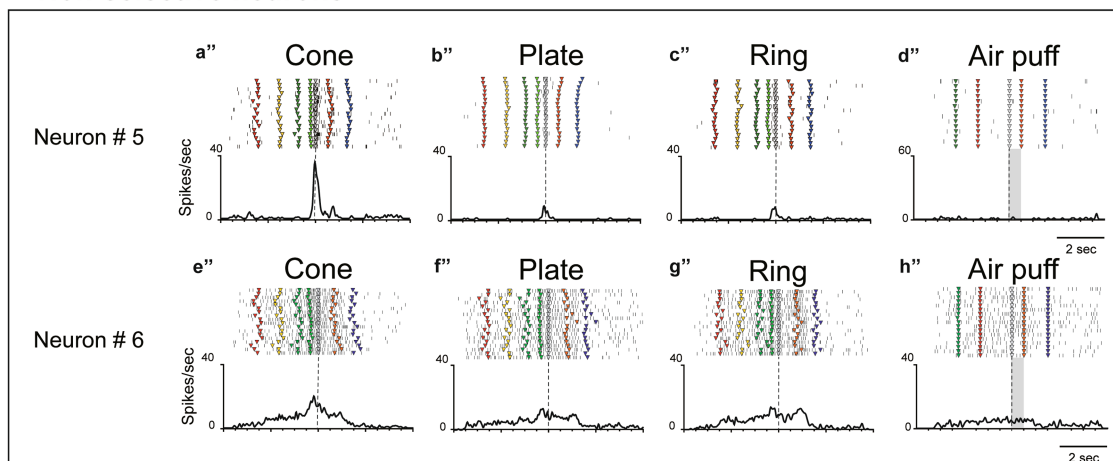 a” Cone b” Plate c” Ring d” Air puff
Neuron # 5
Spikes/sec
40 40 40 60
0 0 0 0
2 sec
e” Cone f” Plate g” Ring h” Air puff
Neuron # 6
Spikes/sec
40 40 40 40
0 0 0 0
2 sec